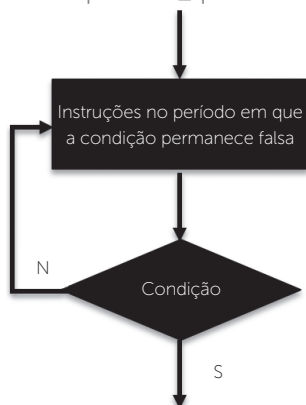 Instruções no período em que
a condição permanece falsa
N
Condição
S